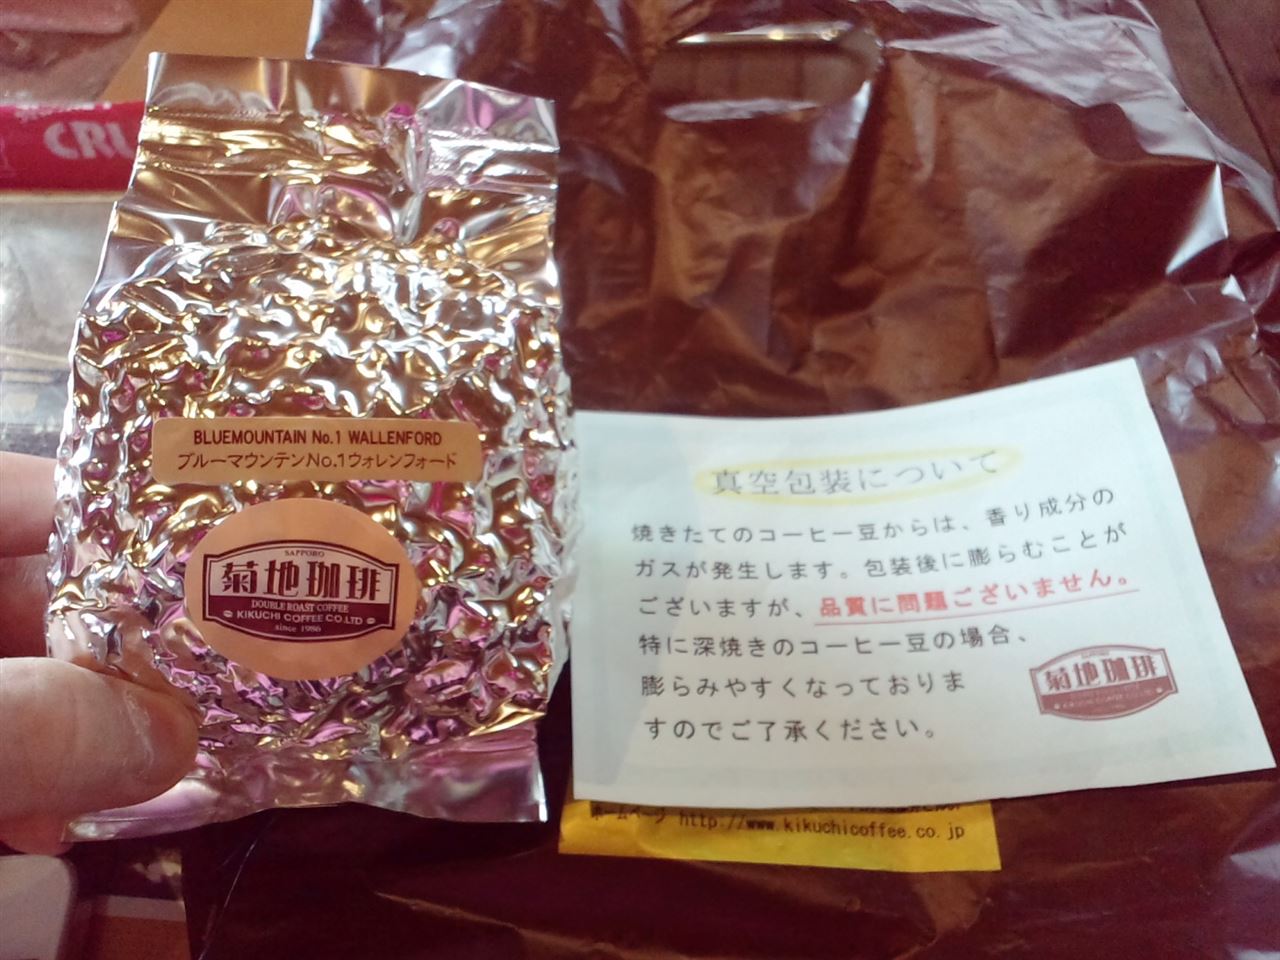 CRU
BLUEMOUNTAIN No.1 WALLENFORD
ブルーマウンテンNo.1ウォレンフォード
SAPPORO
菊地珈琲
DOUBLE ROAST COFFEE
KIKUCHI COFFEE CO.LTD
since 1986
真空包装について
焼きたてのコーヒー豆からは、香り成分の
ガスが発生します。包装後に膨らむことが
ございますが、品質に問題ございません。
特に深焼きのコーヒー豆の場合、
膨らみやすくなっておりま
すのでご了承ください。
菊地珈琲
ホームページ http://www.kikuchicoffee.co.jp